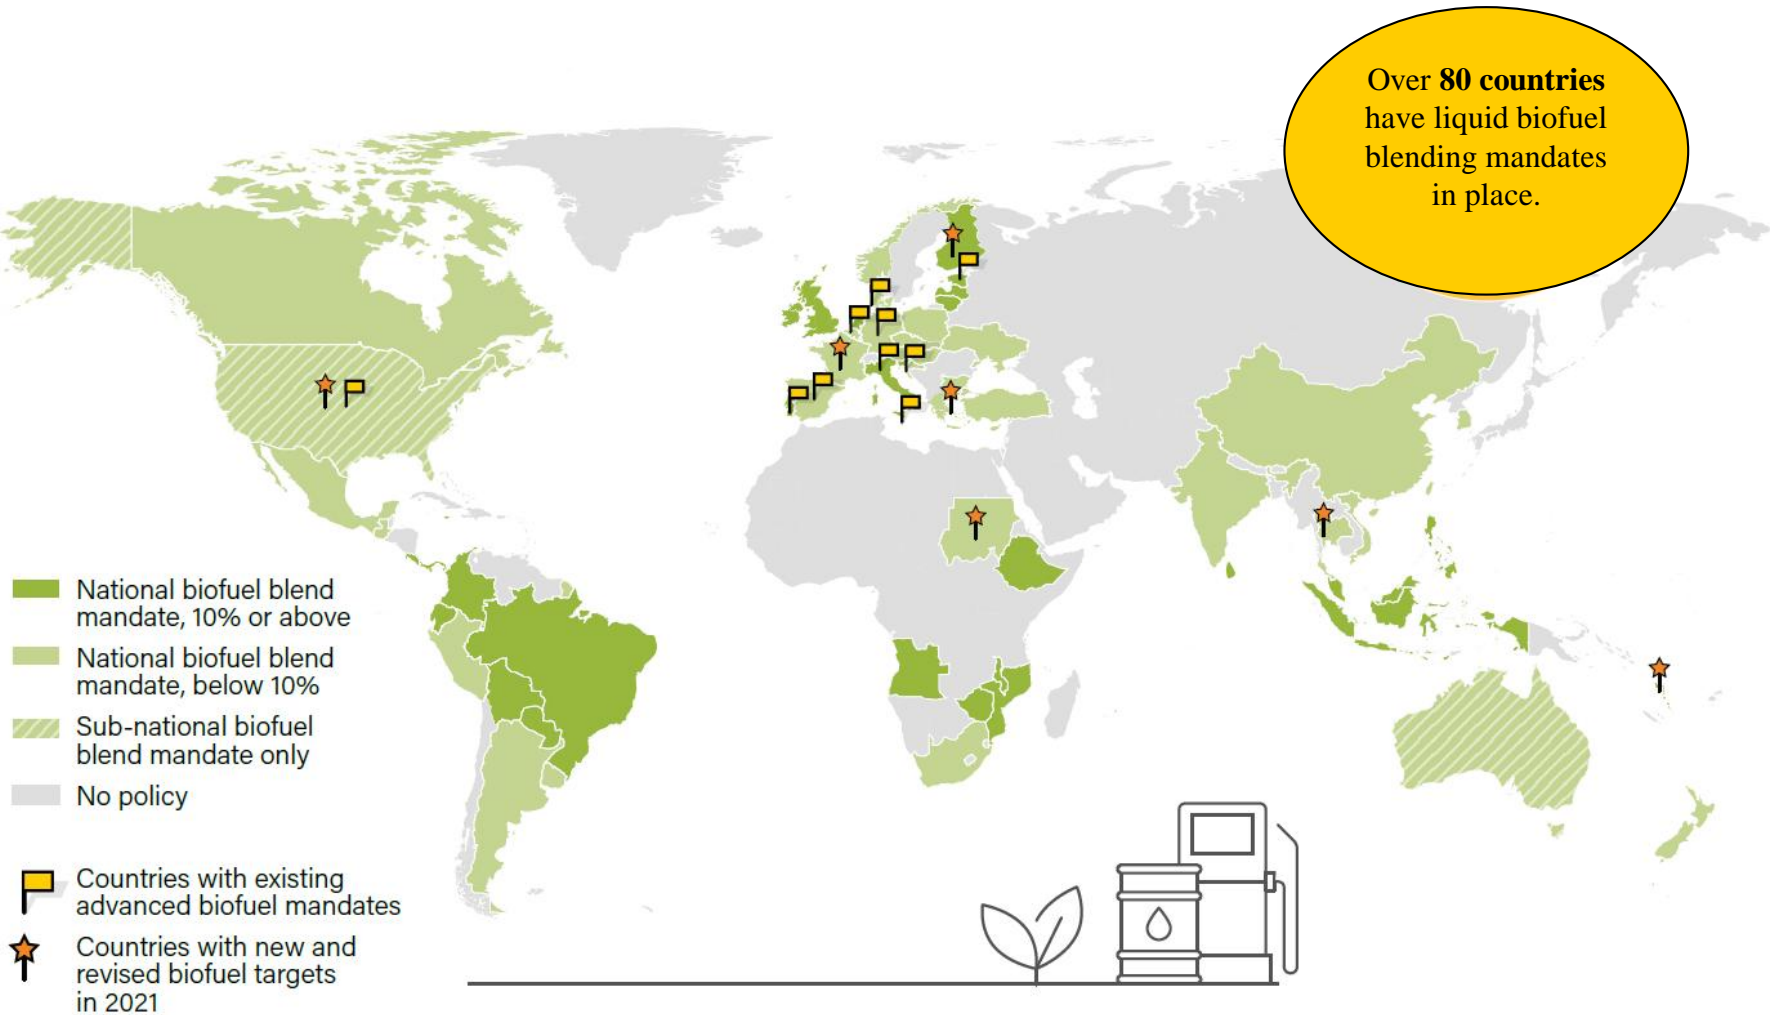 Over 80 countries
have liquid biofuel
blending mandates
in place.
National biofuel blend
mandate, 10% or above
National biofuel blend
mandate, below 10%
Sub-national biofuel
blend mandate only
No policy
Countries with existing
advanced biofuel mandates
Countries with new and
revised biofuel targets
in 2021